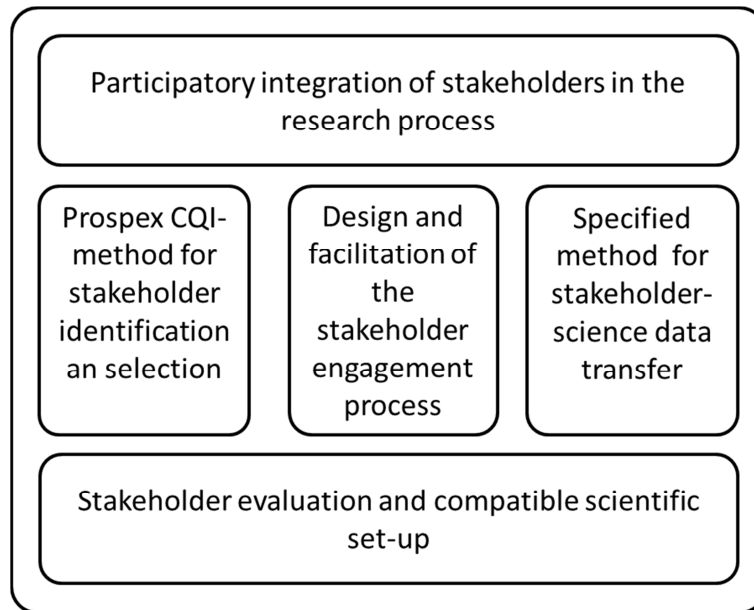 Participatory integration of stakeholders in the
research process
Prospex CQI-
method for
stakeholder
identification
an selection
Design and
facilitation of
the
stakeholder
engagement
process
Specified
method for
stakeholder-
science data
transfer
Stakeholder evaluation and compatible scientific
set-up